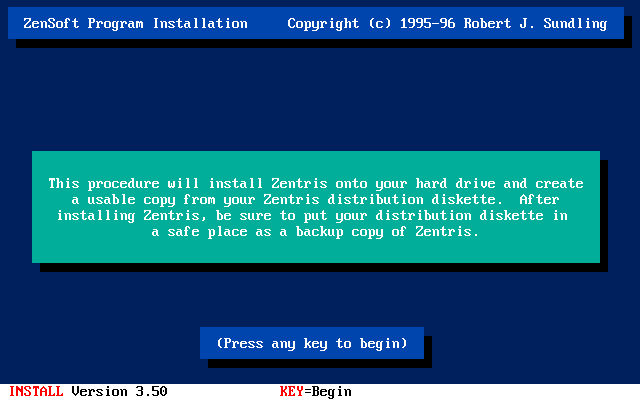 ZenSoft Program Installation     Copyright (c) 1995-96 Robert J. Sundling
This procedure will install Zentris onto your hard drive and create
a usable copy from your Zentris distribution diskette.  After
installing Zentris, be sure to put your distribution diskette in
a safe place as a backup copy of Zentris.
(Press any key to begin)
INSTALL Version 3.50              KEY=Begin